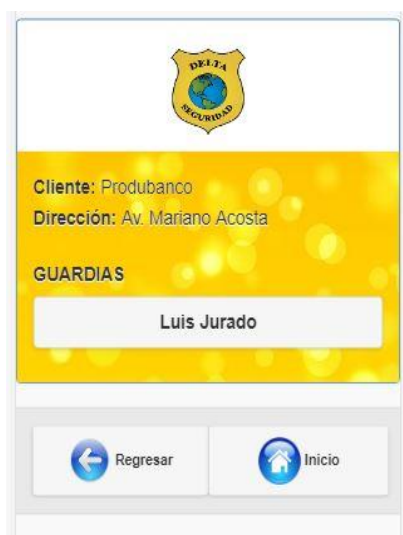 DELTA
SEGURIDAD
Cliente: Produbanco
Dirección: Av. Mariano Acosta
GUARDIAS
Luis Jurado
Regresar
Inicio